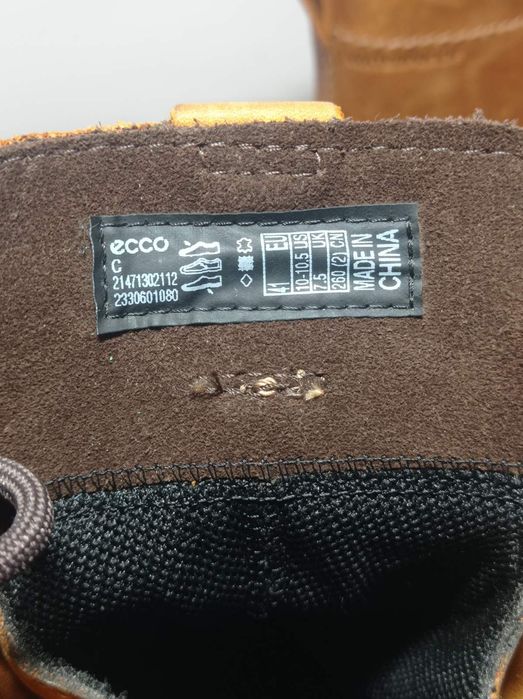 ecco
C
21471302112
2330601080
41 EU
10-10.5 US
7.5 UK
260 (2) CN
MADE IN
CHINA